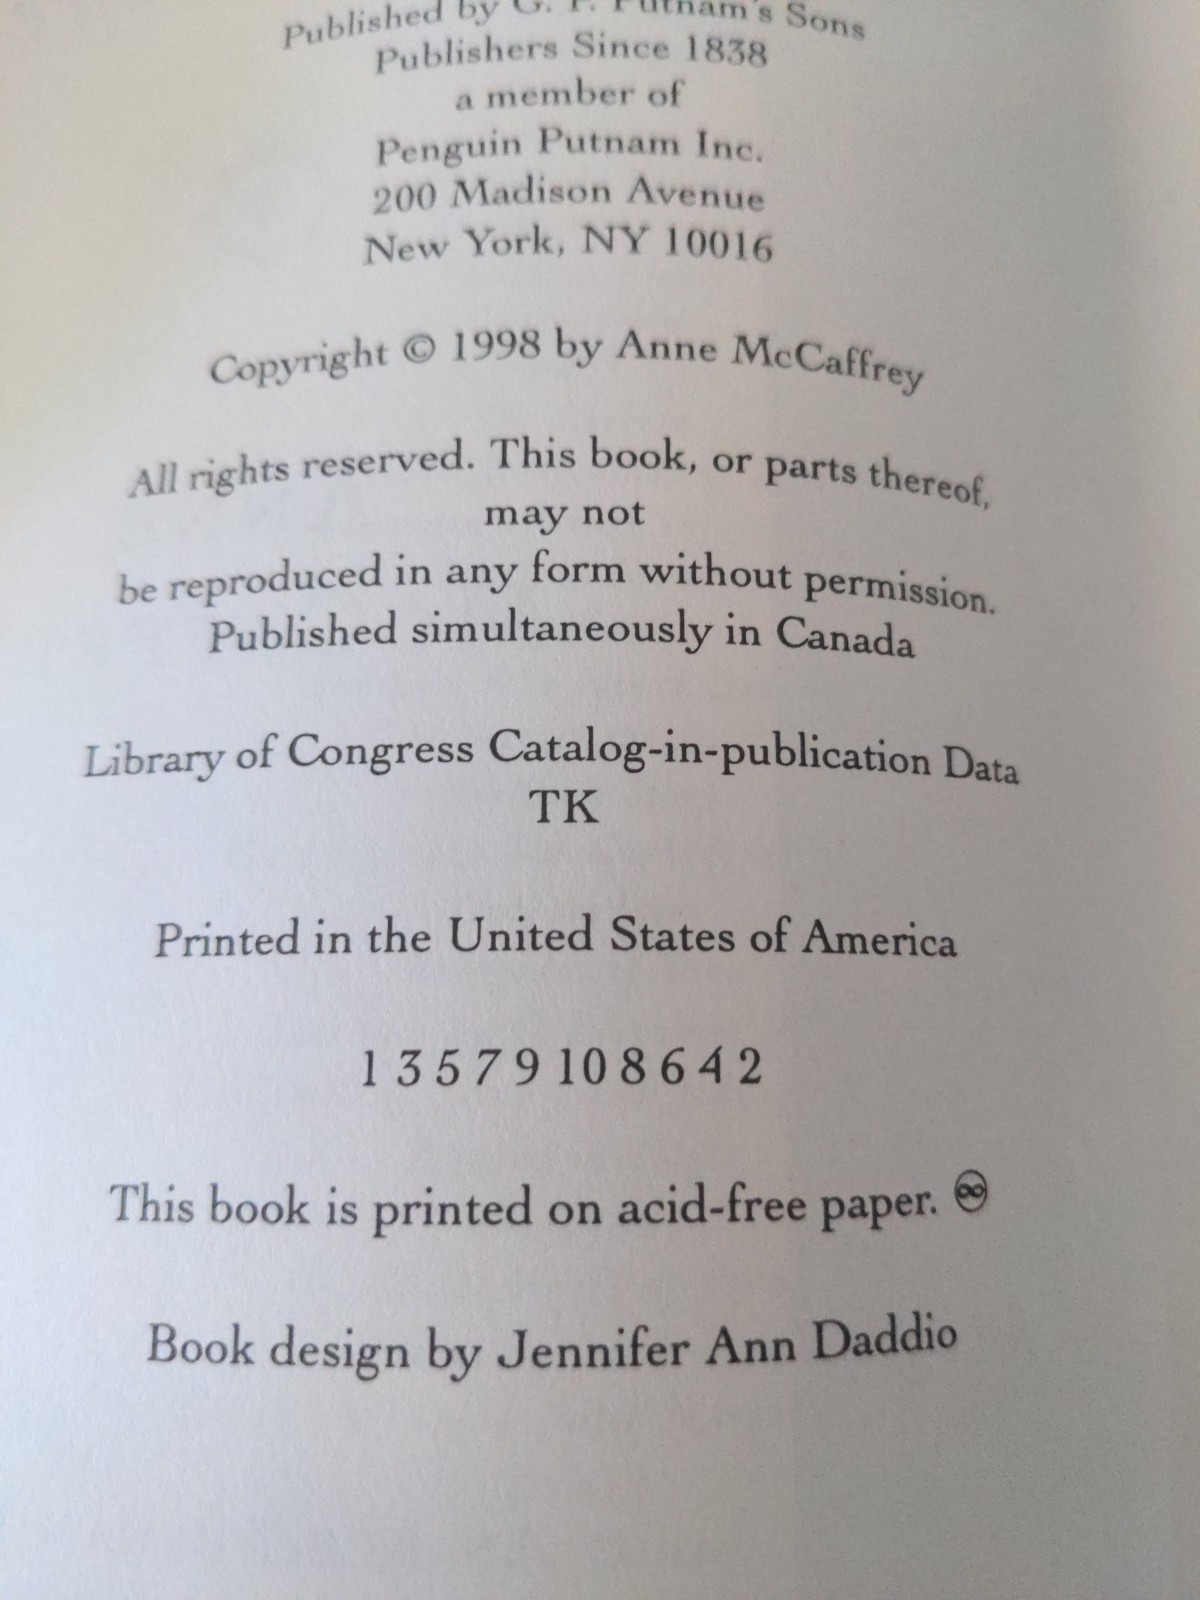 Published by G. P. Putnam's Sons
Publishers Since 1838
a member of
Penguin Putnam Inc.
200 Madison Avenue
New York, NY 10016
Copyright © 1998 by Anne McCaffrey
All rights reserved. This book, or parts thereof,
may not
be reproduced in any form without permission.
Published simultaneously in Canada
Library of Congress Catalog-in-publication Data
TK
Printed in the United States of America
1 3 5 7 9 10 8 6 4 2
This book is printed on acid-free paper. ♾
Book design by Jennifer Ann Daddio